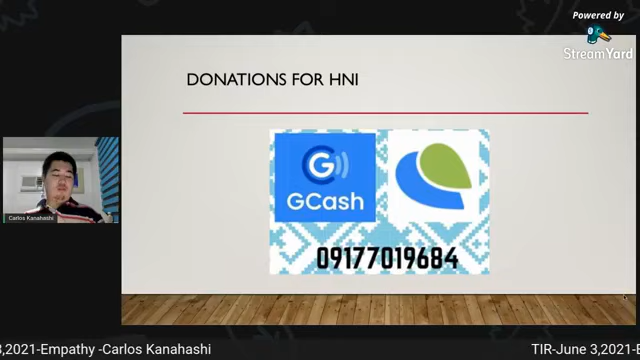 Powered by
StreamYard
DONATIONS FOR HNI
G
GCash
09177019684
Carlos Kanahashi
3,2021-Empathy -Carlos Kanahashi
TIR-June 3,2021-E